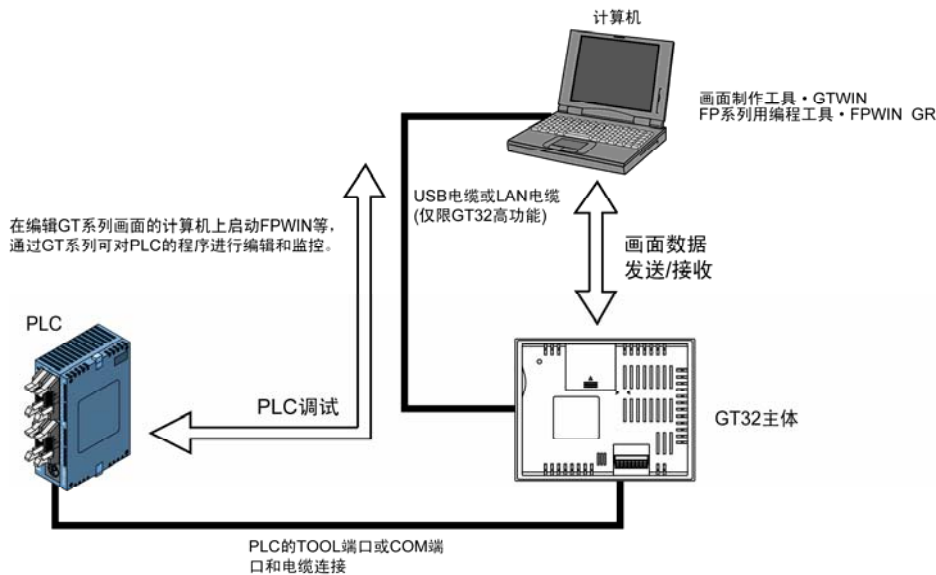 计算机
画面制作工具・GTWIN
FP系列用编程工具・FPWIN GR
USB电缆或LAN电缆
(仅限GT32高功能)
在编辑GT系列画面的计算机上启动FPWIN等，
通过GT系列可对PLC的程序进行编辑和监控。
画面数据
发送/接收
PLC
PLC调试
GT32主体
PLC的TOOL端口或COM端
口和电缆连接